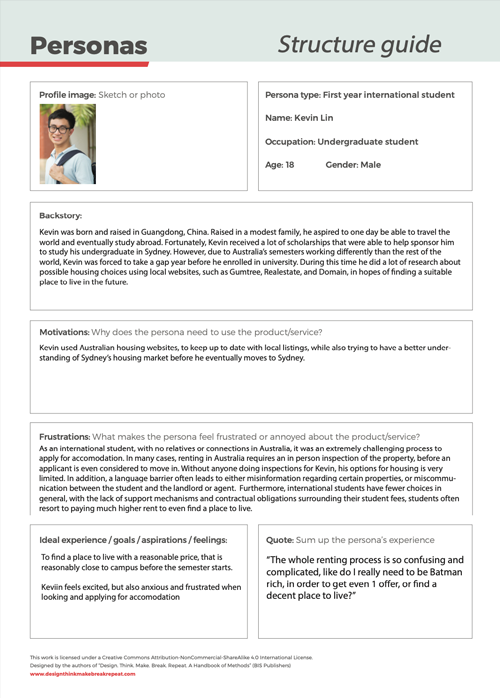 Personas
Structure guide
Profile image: Sketch or photo
Persona type: First year international student
Name: Kevin Lin
Occupation: Undergraduate student
Age: 18 Gender: Male
Backstory:
Kevin was born and raised in Guangdong, China. Raised in a modest family, he aspired to one day be able to travel the
world and eventually study abroad. Fortunately, Kevin received a lot of scholarships that were able to help sponsor him
to study his undergraduate in Sydney. However, due to Australia's semesters working differently than the rest of the
world, Kevin was forced to take a gap year before he enrolled in university. During this time he did a lot of research about
possible housing choices using local websites, such as Gumtree, Realestate, and Domain, in hopes of finding a suitable
place to live in the future.
Motivations: Why does the persona need to use the product/service?
Kevin used Australian housing websites, to keep up to date with local listings, while also trying to have a better under-
standing of Sydney's housing market before he eventually moves to Sydney.
Frustrations: What makes the persona feel frustrated or annoyed about the product/service?
As an international student, with no relatives or connections in Australia, it was an extremely challenging process to
apply for accomodation. In many cases, renting in Australia requires an in person inspection of the property, before an
applicant is even considered to move in. Without anyone doing inspections for Kevin, his options for housing is very
limited. In addition, a language barrier often leads to either misinformation regarding certain properties, or miscommu-
nication between the student and the landlord or agent. Furthermore, international students have fewer choices in
general, with the lack of support mechanisms and contractual obligations surrounding their student fees, students often
resort to paying much higher rent to even find a place to live.
Ideal experience / goals / aspirations / feelings:
To find a place to live with a reasonable price, that is
reasonably close to campus before the semester starts.
Keviin feels excited, but also anxious and frustrated when
looking and applying for accomodation
Quote: Sum up the persona's experience
“The whole renting process is so confusing and
complicated, like do I really need to be Batman
rich, in order to get even 1 offer, or find a
decent place to live?”
This work is licensed under a Creative Commons Attribution-NonCommercial-ShareAlike 4.0 International License.
Designed by the authors of “Design. Think. Make. Break. Repeat. A Handbook of Methods” (BIS Publishers)
www.designthinkmakebreakrepeat.com